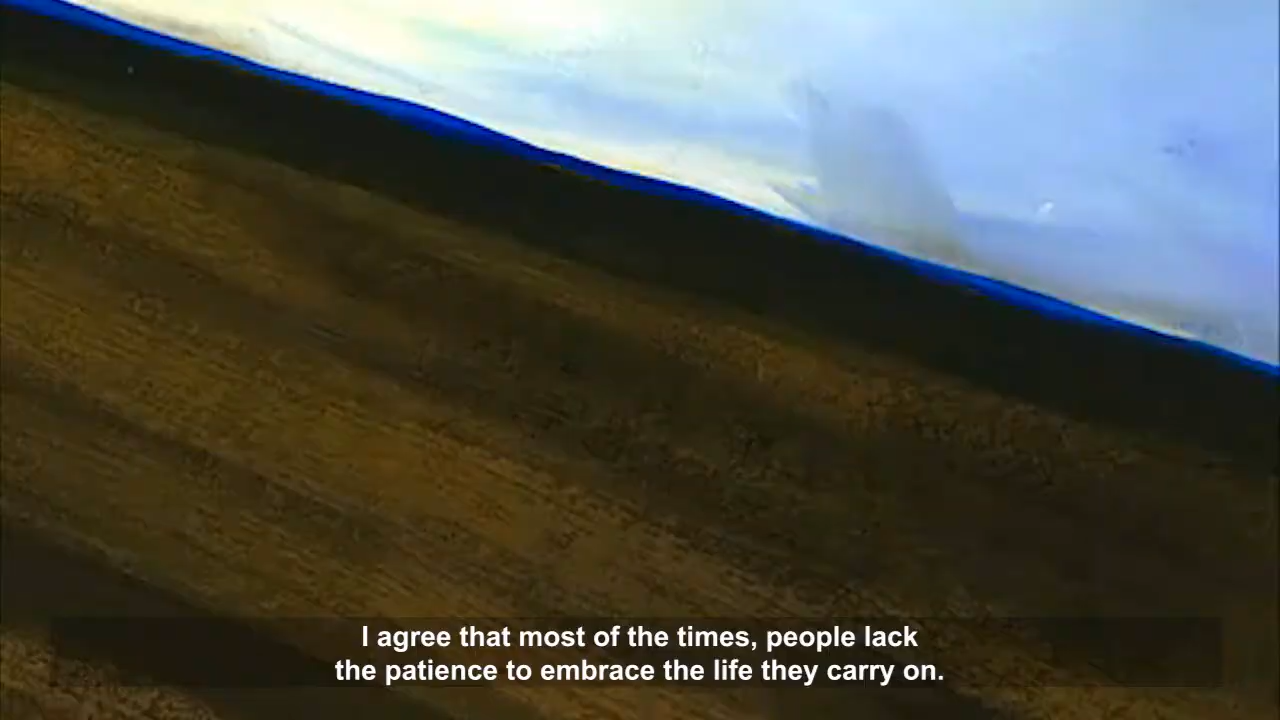 I agree that most of the times, people lack
the patience to embrace the life they carry on.